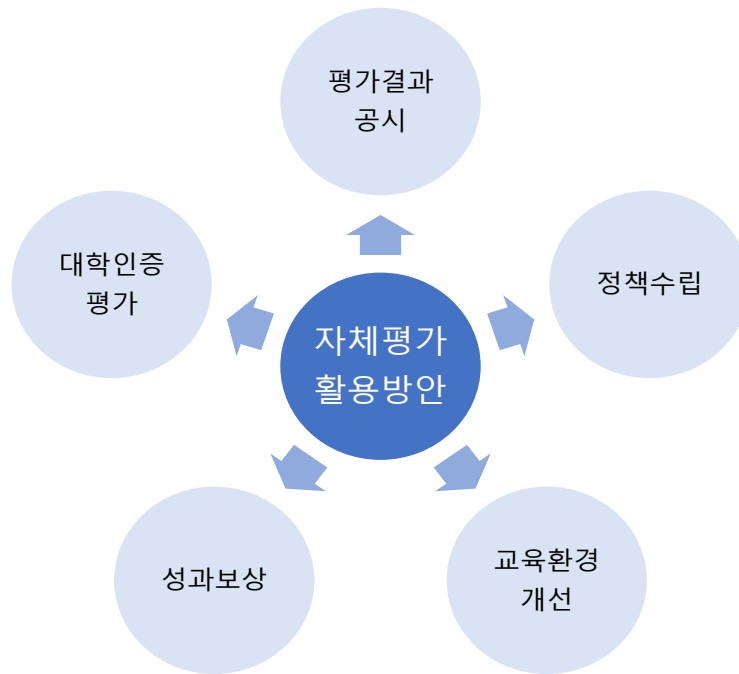 평가결과
공시
대학인증
평가
정책수립
자체평가
활용방안
성과보상
교육환경
개선